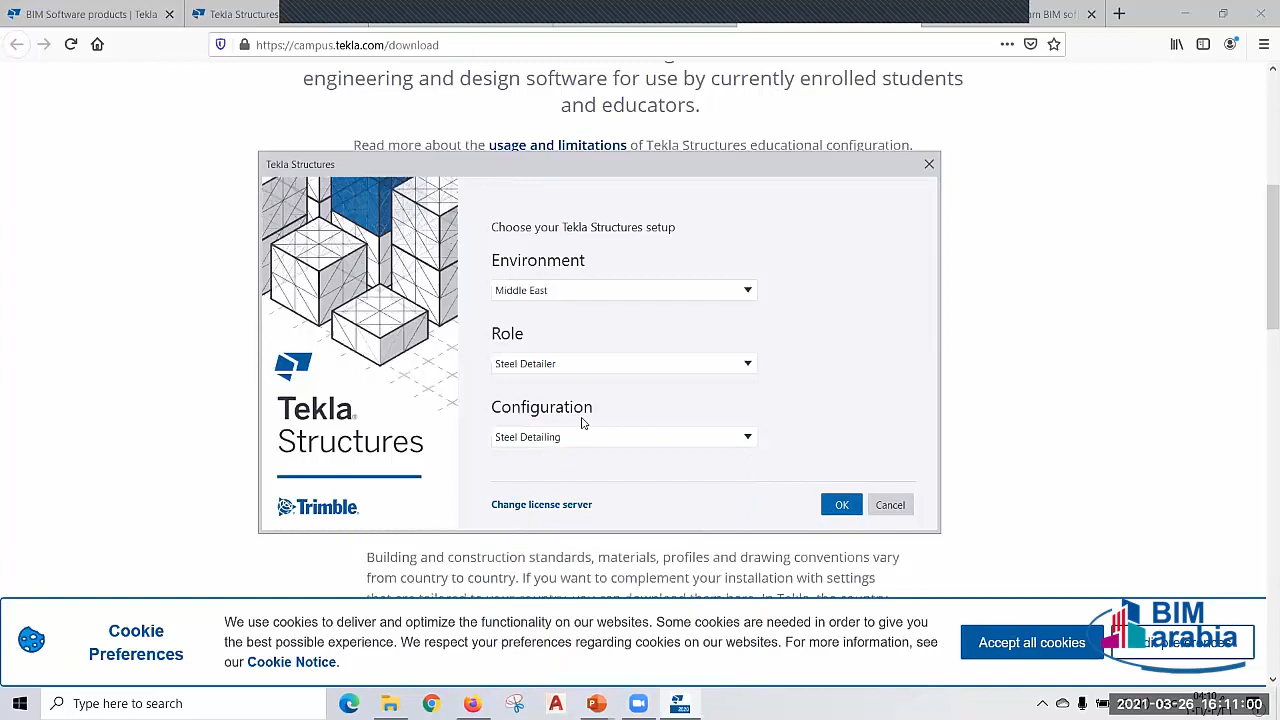 BIM Software products | Tekla
Tekla Structures
rn BIM sof
https://campus.tekla.com/download
engineering and design software for use by currently enrolled students
and educators.
Read more about the usage and limitations of Tekla Structures educational configuration.
Tekla Structures
Choose your Tekla Structures setup
Environment
Middle East
Role
Steel Detailer
Configuration
Steel Detailing
Change license server
OK
Cancel
Tekla
Structures
Trimble.
Building and construction standards, materials, profiles and drawing conventions vary
from country to country. If you want to complement your installation with settings
Cookie
Preferences
We use cookies to deliver and optimize the functionality on our websites. Some cookies are needed in order to give you
the best possible experience. We respect your preferences regarding cookies on our websites. For more information, see
our Cookie Notice.
Accept all cookies
BIM
arabia
Type here to search
2020
04:10
2021-03-26 16:11:00